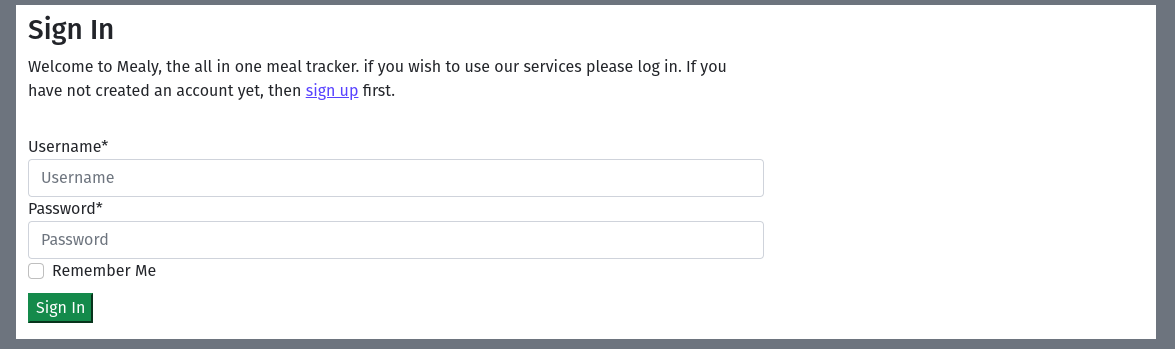 Sign In
Welcome to Mealy, the all in one meal tracker. if you wish to use our services please log in. If you
have not created an account yet, then sign up first.
Username*
Username
Password*
Password
Remember Me
Sign In